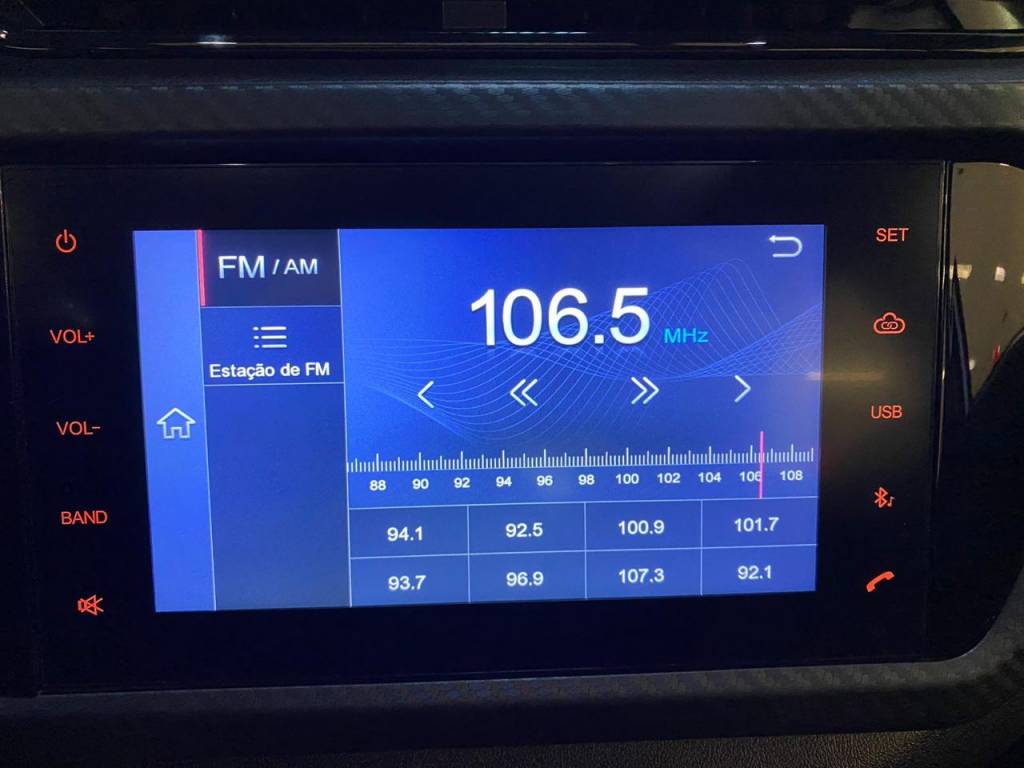 SET
FM / AM
106.5 MHz
VOL+
Estação de FM
USB
VOL-
88 90 92 94 96 98 100 102 104 106 108
BAND
94.1 92.5 100.9 101.7
93.7 96.9 107.3 92.1